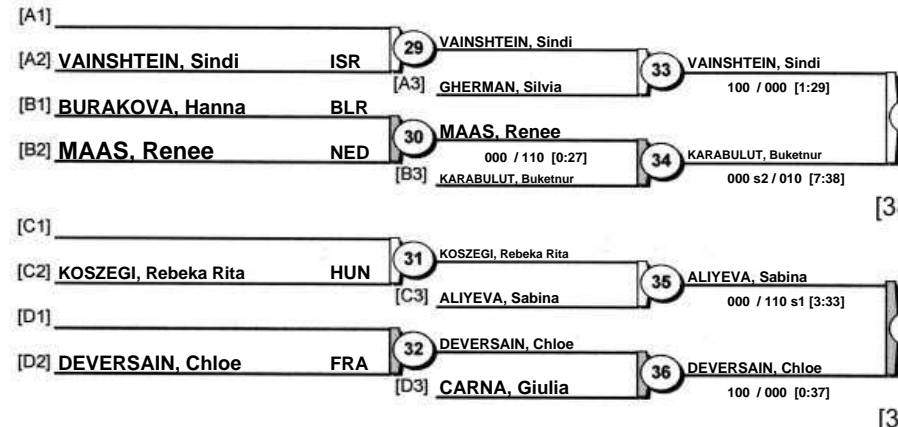 [A1]
[A2] VAINSHTEIN, Sindi ISR
29
VAINSHTEIN, Sindi
[A3] GHERMAN, Silvia
33
VAINSHTEIN, Sindi
100 / 000 [1:29]
[B1] BURAKOVA, Hanna BLR
[B2] MAAS, Renee NED
30
MAAS, Renee
000 / 110 [0:27]
[B3] KARABULUT, Buketnur
34
KARABULUT, Buketnur
000 s2 / 010 [7:38]
[C1]
[C2] KOSZEGI, Rebeka Rita HUN
31
KOSZEGI, Rebeka Rita
[C3] ALIYEVA, Sabina
35
ALIYEVA, Sabina
000 / 110 s1 [3:33]
[D1]
[D2] DEVERSAIN, Chloe FRA
32
DEVERSAIN, Chloe
[D3] CARNA, Giulia
36
DEVERSAIN, Chloe
100 / 000 [0:37]